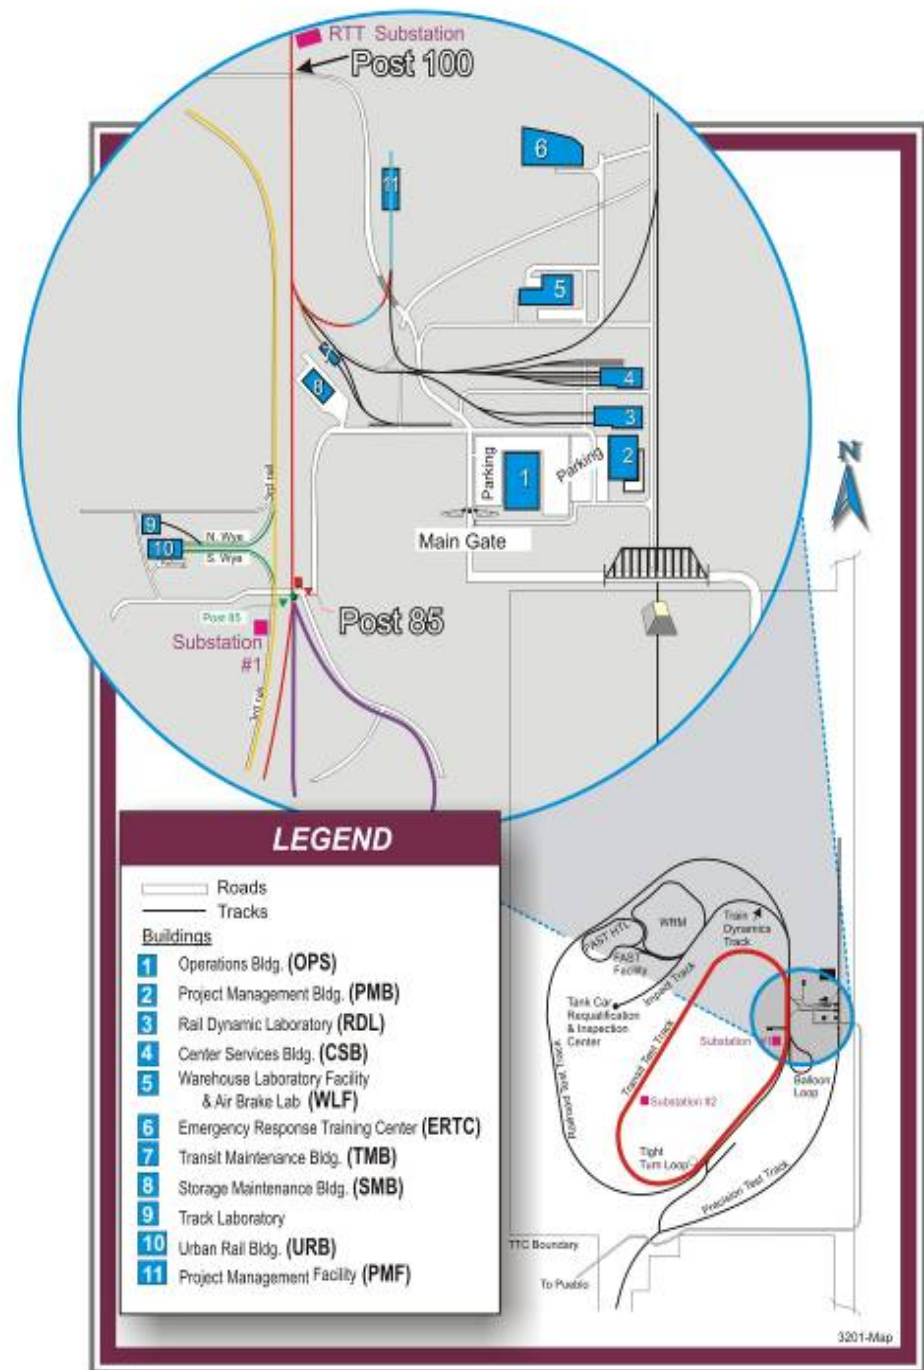 RTT Substation
Post 100
6
11
5
7
8
4
3
2
1
Parking
Parking
3rd rail
9
10
N. Wye
S. Wye
Main Gate
N
Post 85
Post 85
Substation
#1
3rd rail
LEGEND
Roads
Tracks
Buildings
1 Operations Bldg. (OPS)
2 Project Management Bldg. (PMB)
3 Rail Dynamic Laboratory (RDL)
4 Center Services Bldg. (CSB)
5 Warehouse Laboratory Facility
& Air Brake Lab (WLF)
6 Emergency Response Training Center (ERTC)
7 Transit Maintenance Bldg. (TMB)
8 Storage Maintenance Bldg. (SMB)
9 Track Laboratory
10 Urban Rail Bldg. (URB)
11 Project Management Facility (PMF)
FAST HTL
WRM
Train
Dynamics
Track
FAST
Facility
Impact Track
Tank Car
Requalification
& Inspection
Center
Railroad Test Track
Transit Test Track
Substation #1
Substation #2
Balloon
Loop
Tight
Turn Loop
Precision Test Track
TTC Boundary
To Pueblo
3201-Map